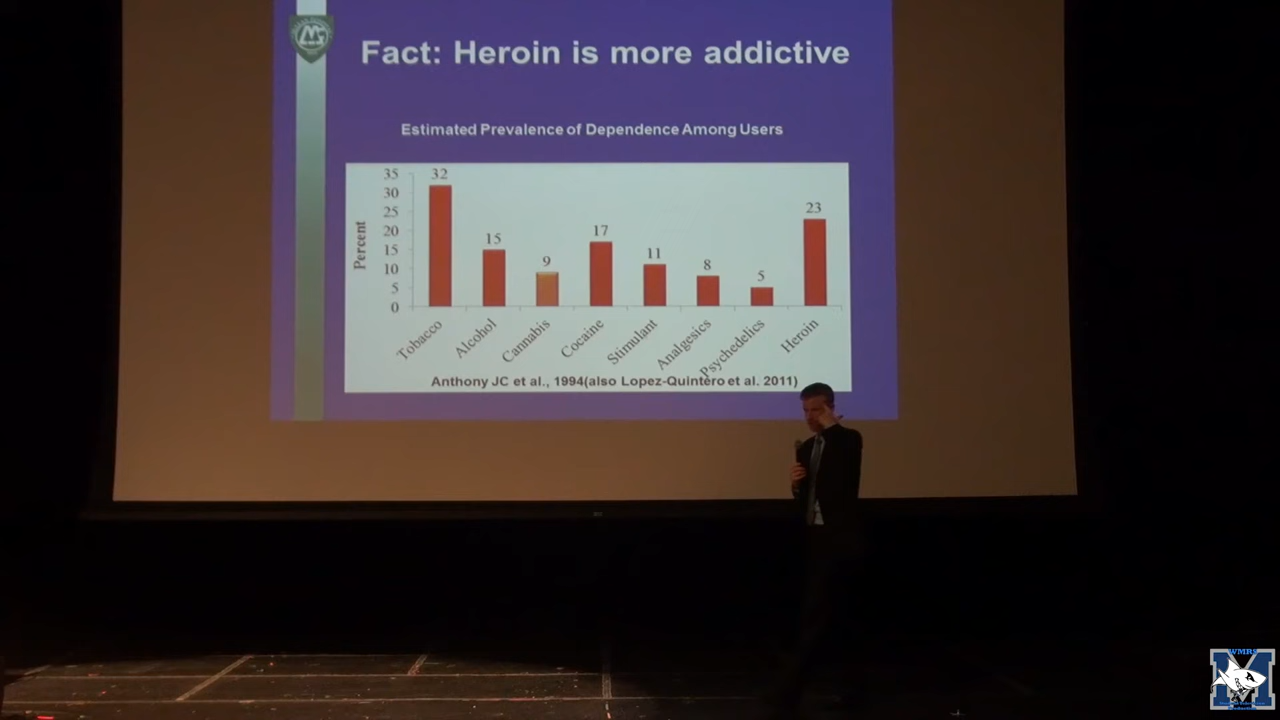 Fact: Heroin is more addictive
Estimated Prevalence of Dependence Among Users
Percent
35
30
25
20
15
10
5
0
32
15
9
17
11
8
5
23
Tobacco
Alcohol
Cannabis
Cocaine
Stimulant
Analgesics
Psychedelics
Heroin
Anthony JC et al., 1994(also Lopez-Quintero et al. 2011)
WMRS
M